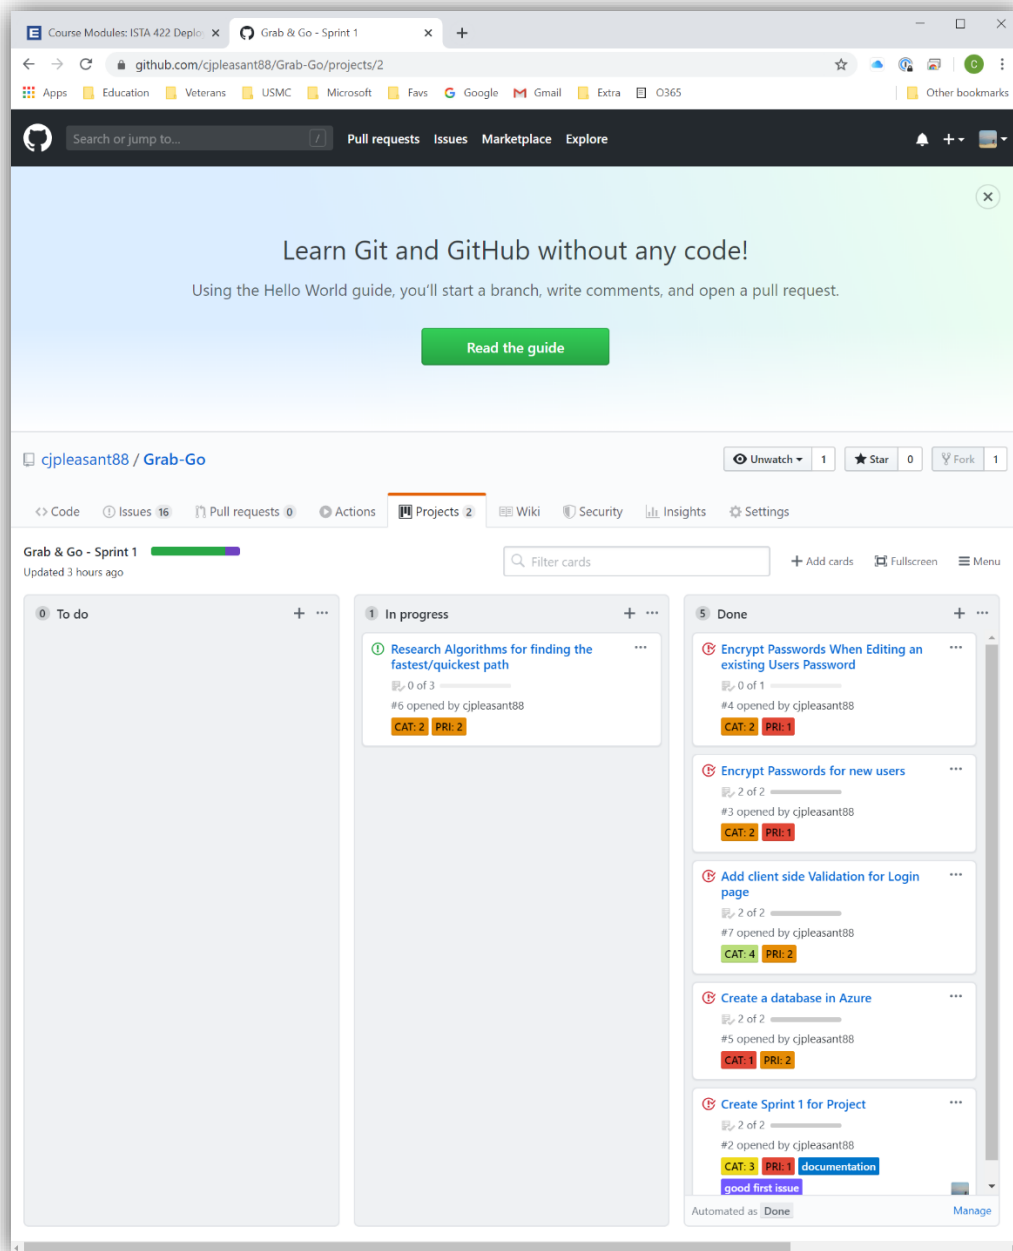 Course Modules: ISTA 422 Deplo
Grab & Go - Sprint 1
github.com/cjpleasant88/Grab-Go/projects/2
C
Apps Education Veterans USMC Microsoft Favs Google Gmail Extra O365 Other bookmarks
Search or jump to... / Pull requests Issues Marketplace Explore
Learn Git and GitHub without any code!
Using the Hello World guide, you'll start a branch, write comments, and open a pull request.
Read the guide
cjpleasant88 / Grab-Go
Unwatch 1 Star 0 Fork 1
Code Issues 16 Pull requests 0 Actions Projects 2 Wiki Security Insights Settings
Grab & Go - Sprint 1
Updated 3 hours ago
Filter cards
Add cards Fullscreen Menu
0 To do
1 In progress
Research Algorithms for finding the
fastest/quickest path
0 of 3
#6 opened by cjpleasant88
CAT: 2 PRI: 2
5 Done
Encrypt Passwords When Editing an
existing Users Password
0 of 1
#4 opened by cjpleasant88
CAT: 2 PRI: 1
Encrypt Passwords for new users
2 of 2
#3 opened by cjpleasant88
CAT: 2 PRI: 1
Add client side Validation for Login
page
2 of 2
#7 opened by cjpleasant88
CAT: 4 PRI: 2
Create a database in Azure
2 of 2
#5 opened by cjpleasant88
CAT: 1 PRI: 2
Create Sprint 1 for Project
2 of 2
#2 opened by cjpleasant88
CAT: 3 PRI: 1 documentation
good first issue
Automated as Done Manage